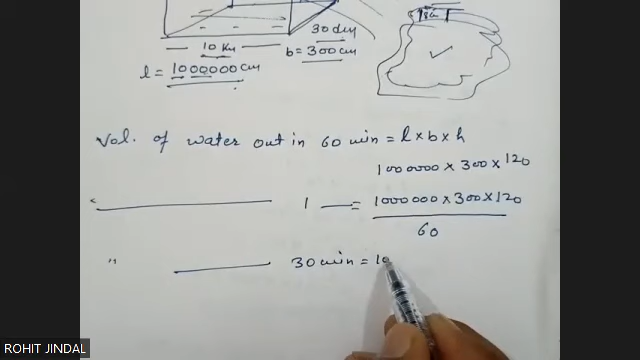 18cm
10 Km
30 dm
b = 300 cm
l = 1000000 cm
Vol. of water out in 60 min = l × b × h
1000000 × 300 × 120
" 1 = 1000000 × 300 × 120
60
" 30 min = 10
ROHIT JINDAL